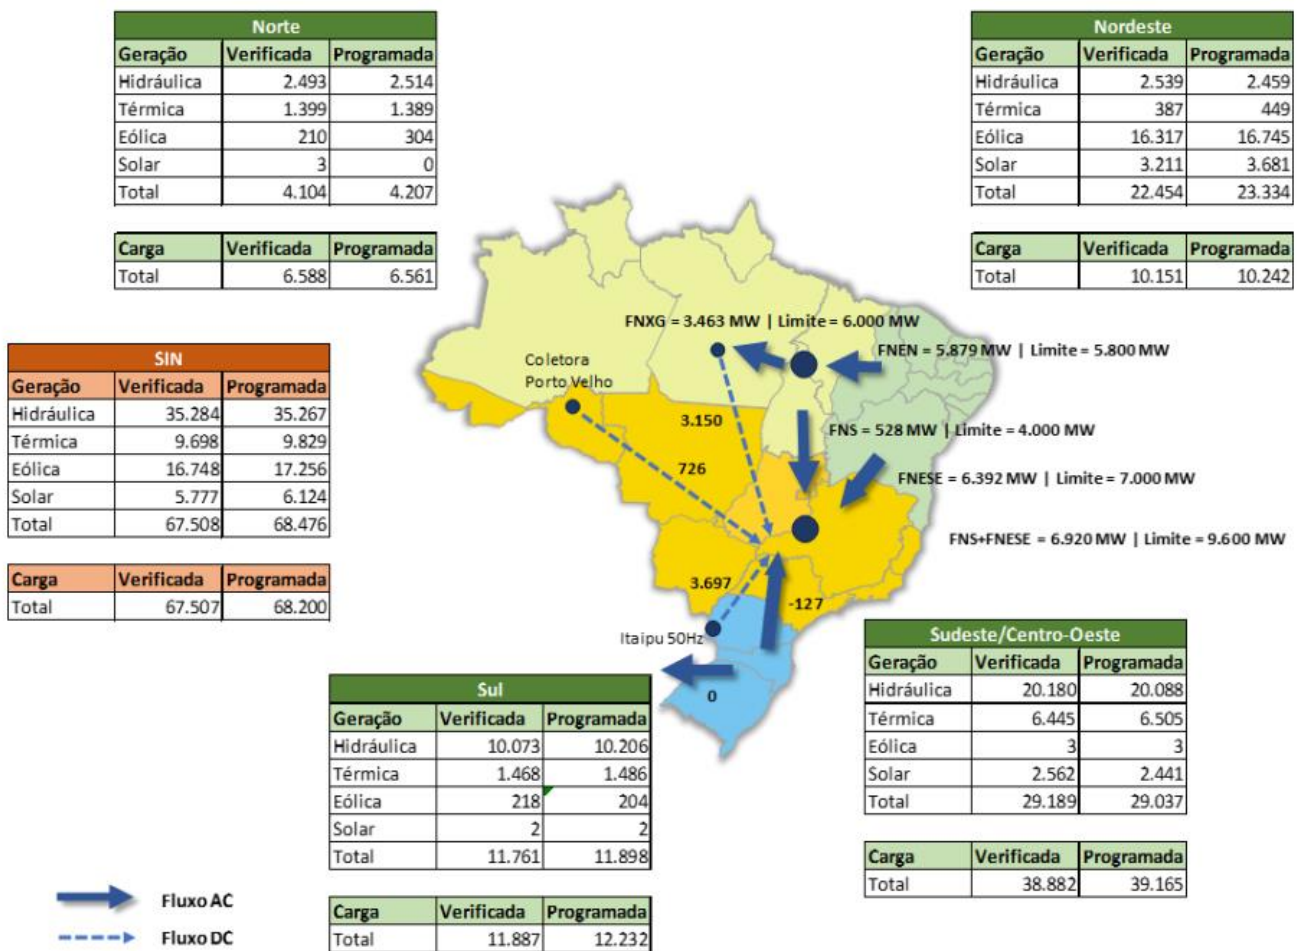 Norte
Geração Verificada Programada
Hidráulica 2.493 2.514
Térmica 1.399 1.389
Eólica 210 304
Solar 3 0
Total 4.104 4.207
Carga Verificada Programada
Total 6.588 6.561
Nordeste
Geração Verificada Programada
Hidráulica 2.539 2.459
Térmica 387 449
Eólica 16.317 16.745
Solar 3.211 3.681
Total 22.454 23.334
Carga Verificada Programada
Total 10.151 10.242
SIN
Geração Verificada Programada
Hidráulica 35.284 35.267
Térmica 9.698 9.829
Eólica 16.748 17.256
Solar 5.777 6.124
Total 67.508 68.476
Carga Verificada Programada
Total 67.507 68.200
FNXG = 3.463 MW | Limite = 6.000 MW
FNEN = 5.879 MW | Limite = 5.800 MW
Coletora
Porto Velho
3.150
FNS = 528 MW | Limite = 4.000 MW
726
FNESE = 6.392 MW | Limite = 7.000 MW
FNS+FNESE = 6.920 MW | Limite = 9.600 MW
3.697
-127
Itaipu 50Hz
0
Sul
Geração Verificada Programada
Hidráulica 10.073 10.206
Térmica 1.468 1.486
Eólica 218 204
Solar 2 2
Total 11.761 11.898
Carga Verificada Programada
Total 11.887 12.232
Sudeste/Centro-Oeste
Geração Verificada Programada
Hidráulica 20.180 20.088
Térmica 6.445 6.505
Eólica 3 3
Solar 2.562 2.441
Total 29.189 29.037
Carga Verificada Programada
Total 38.882 39.165
Fluxo AC
Fluxo DC